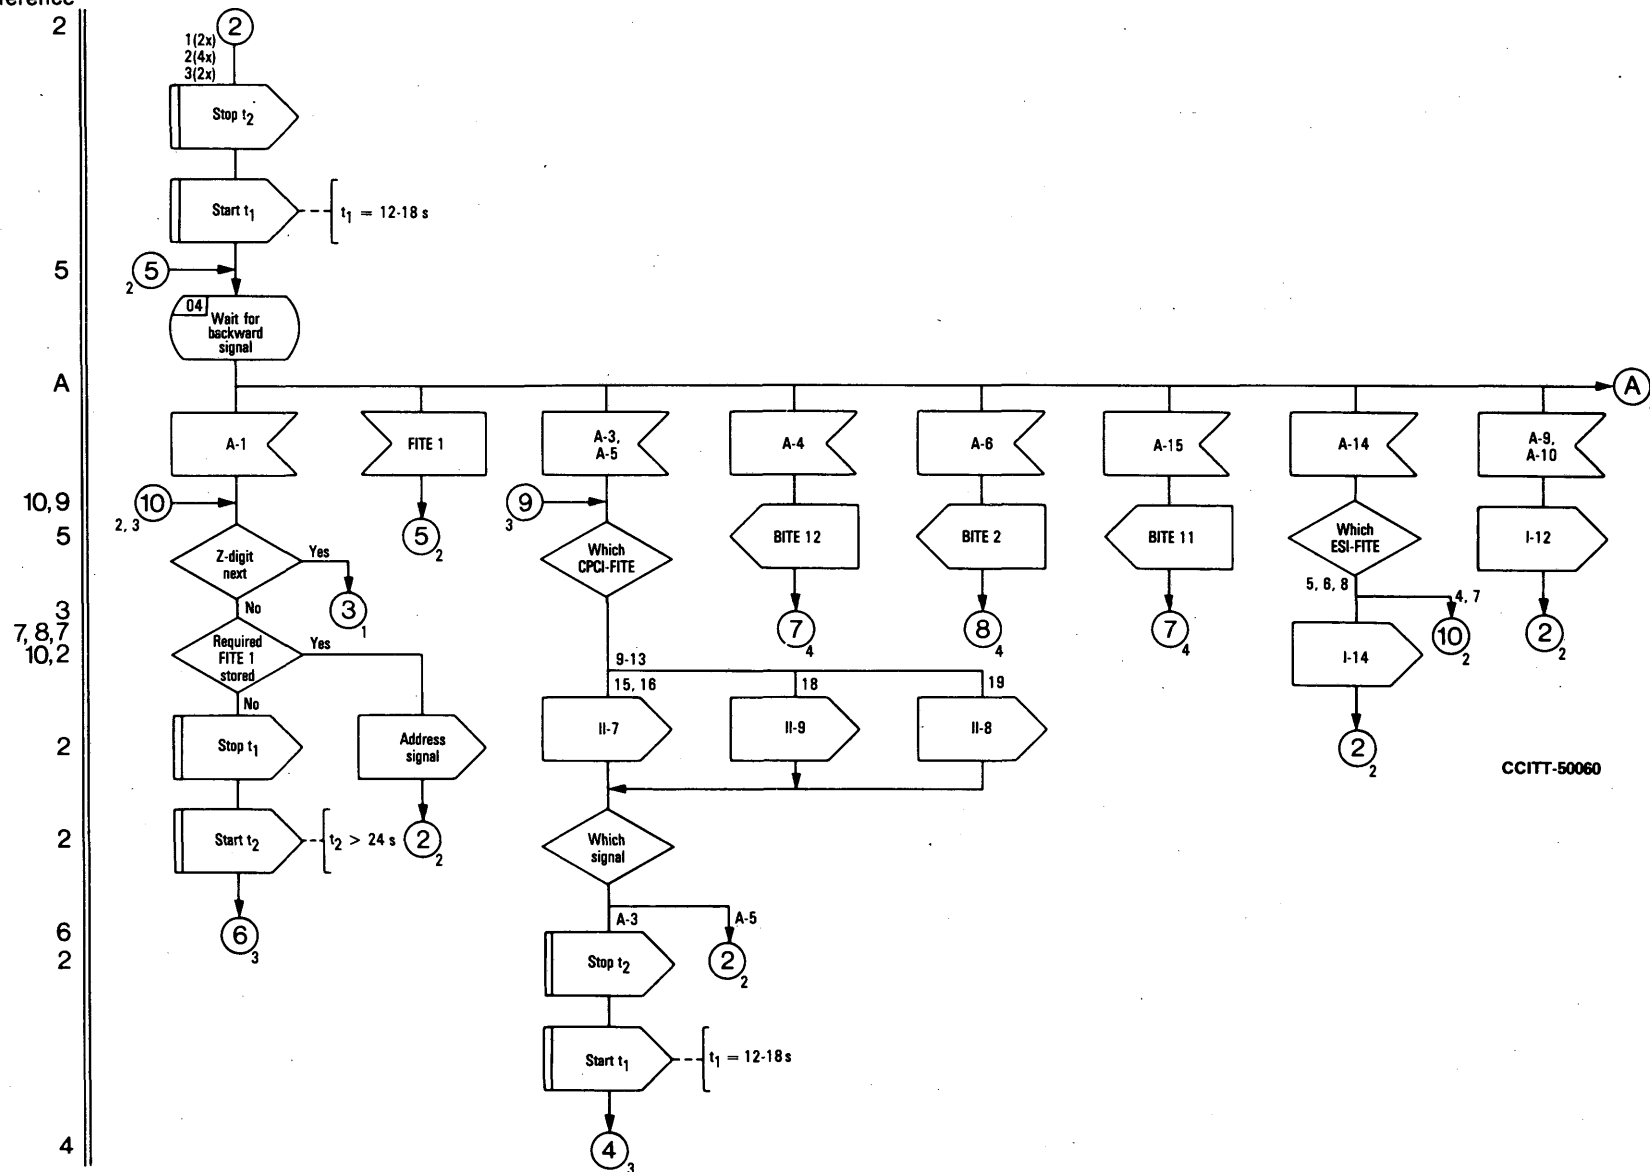 2
1(2x)
2(4x)
3(2x)
2
Stop t2
Start t1
t1 = 12-18 s
5
2
5
04
Wait for
backward
signal
A
A
A-1
FITE 1
A-3,
A-5
A-4
A-6
A-15
A-14
A-9,
A-10
10,9
10
2, 3
9
3
5
5
2
Z-digit
next
Yes
No
3
1
Which
CPCI-FITE
BITE 12
BITE 2
BITE 11
Which
ESI-FITE
I-12
5, 6, 8
4, 7
3
7, 8, 7
10, 2
7
4
8
4
7
4
10
2
2
2
Required
FITE 1
stored
Yes
No
9-13
15, 16
18
19
I-14
2
Stop t1
Address
signal
II-7
II-9
II-8
2
2
CCITT-50060
2
Start t2
t2 > 24 s
2
2
Which
signal
A-3
A-5
6
2
6
3
Stop t2
2
2
Start t1
t1 = 12-18s
4
4
3